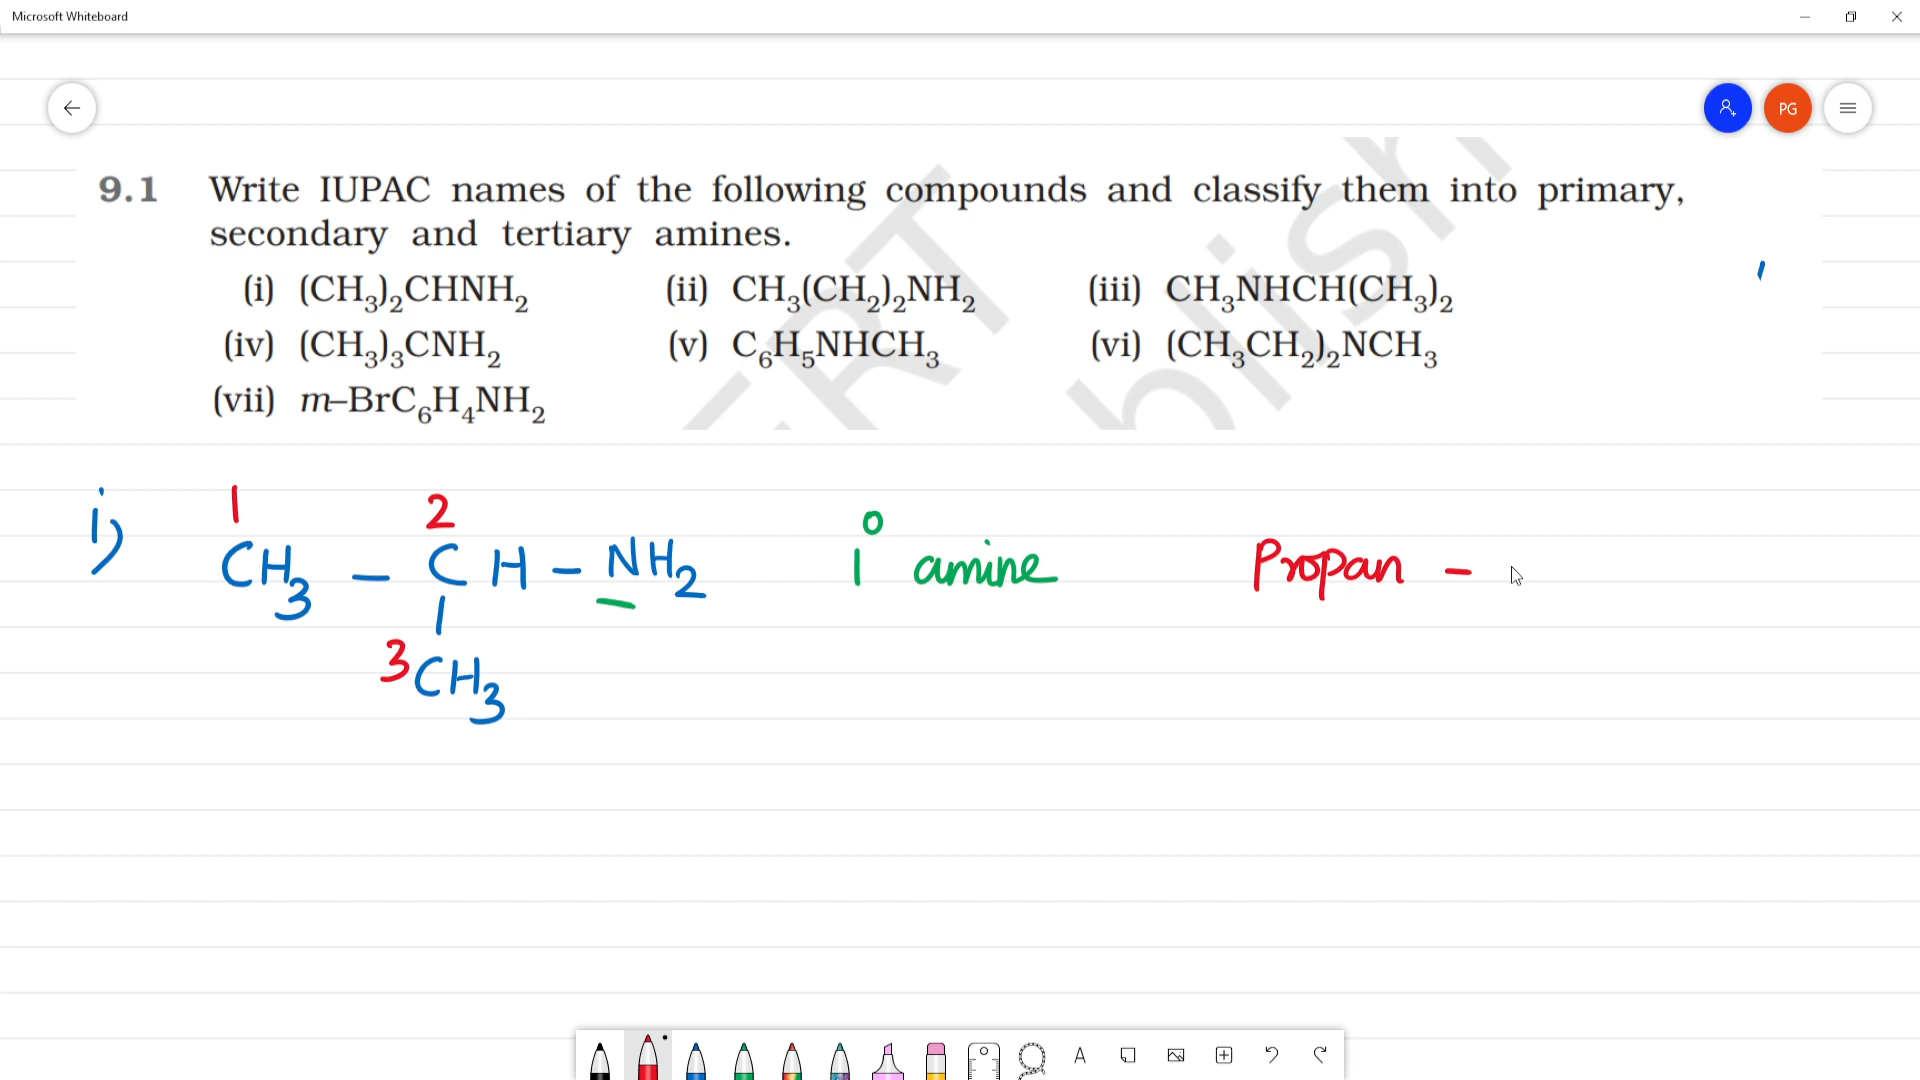 Microsoft Whiteboard
PG
9.1 Write IUPAC names of the following compounds and classify them into primary,
secondary and tertiary amines.
(i) (CH₃)₂CHNH₂ (ii) CH₃(CH₂)₂NH₂ (iii) CH₃NHCH(CH₃)₂
(iv) (CH₃)₃CNH₂ (v) C₆H₅NHCH₃ (vi) (CH₃CH₂)₂NCH₃
(vii) m–BrC₆H₄NH₂
1 2
i) CH₃ – CH – NH₂ 1° amine Propan –
3 CH₃
A